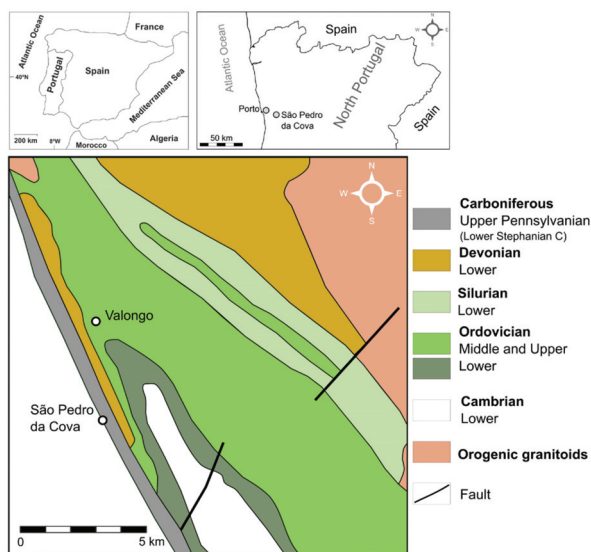 France
Atlantic Ocean
Portugal
Spain
40°N
Mediterranean Sea
200 km
8°W
Morocco
Algeria
Spain
N
W E
S
Atlantic Ocean
North Portugal
Porto
São Pedro
da Cova
Spain
50 km
N
W E
S
Valongo
São Pedro
da Cova
0 5 km
Carboniferous
Upper Pennsylvanian
(Lower Stephanian C)
Devonian
Lower
Silurian
Lower
Ordovician
Middle and Upper
Lower
Cambrian
Lower
Orogenic granitoids
Fault